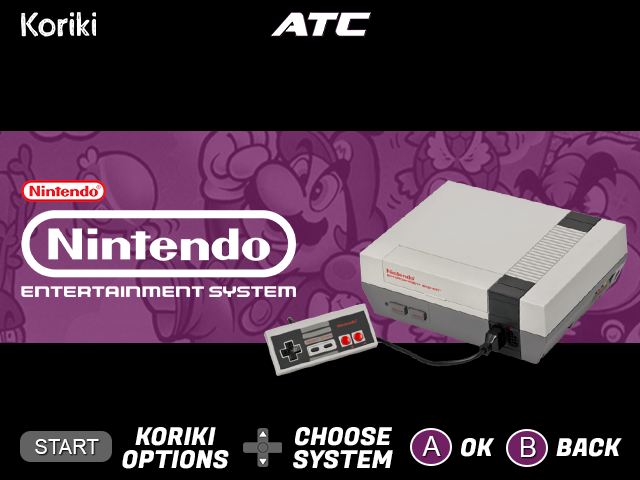 Koriki
ATC
Nintendo
Nintendo
ENTERTAINMENT SYSTEM
Nintendo
START
KORIKI
OPTIONS
CHOOSE
SYSTEM
A
OK
B
BACK